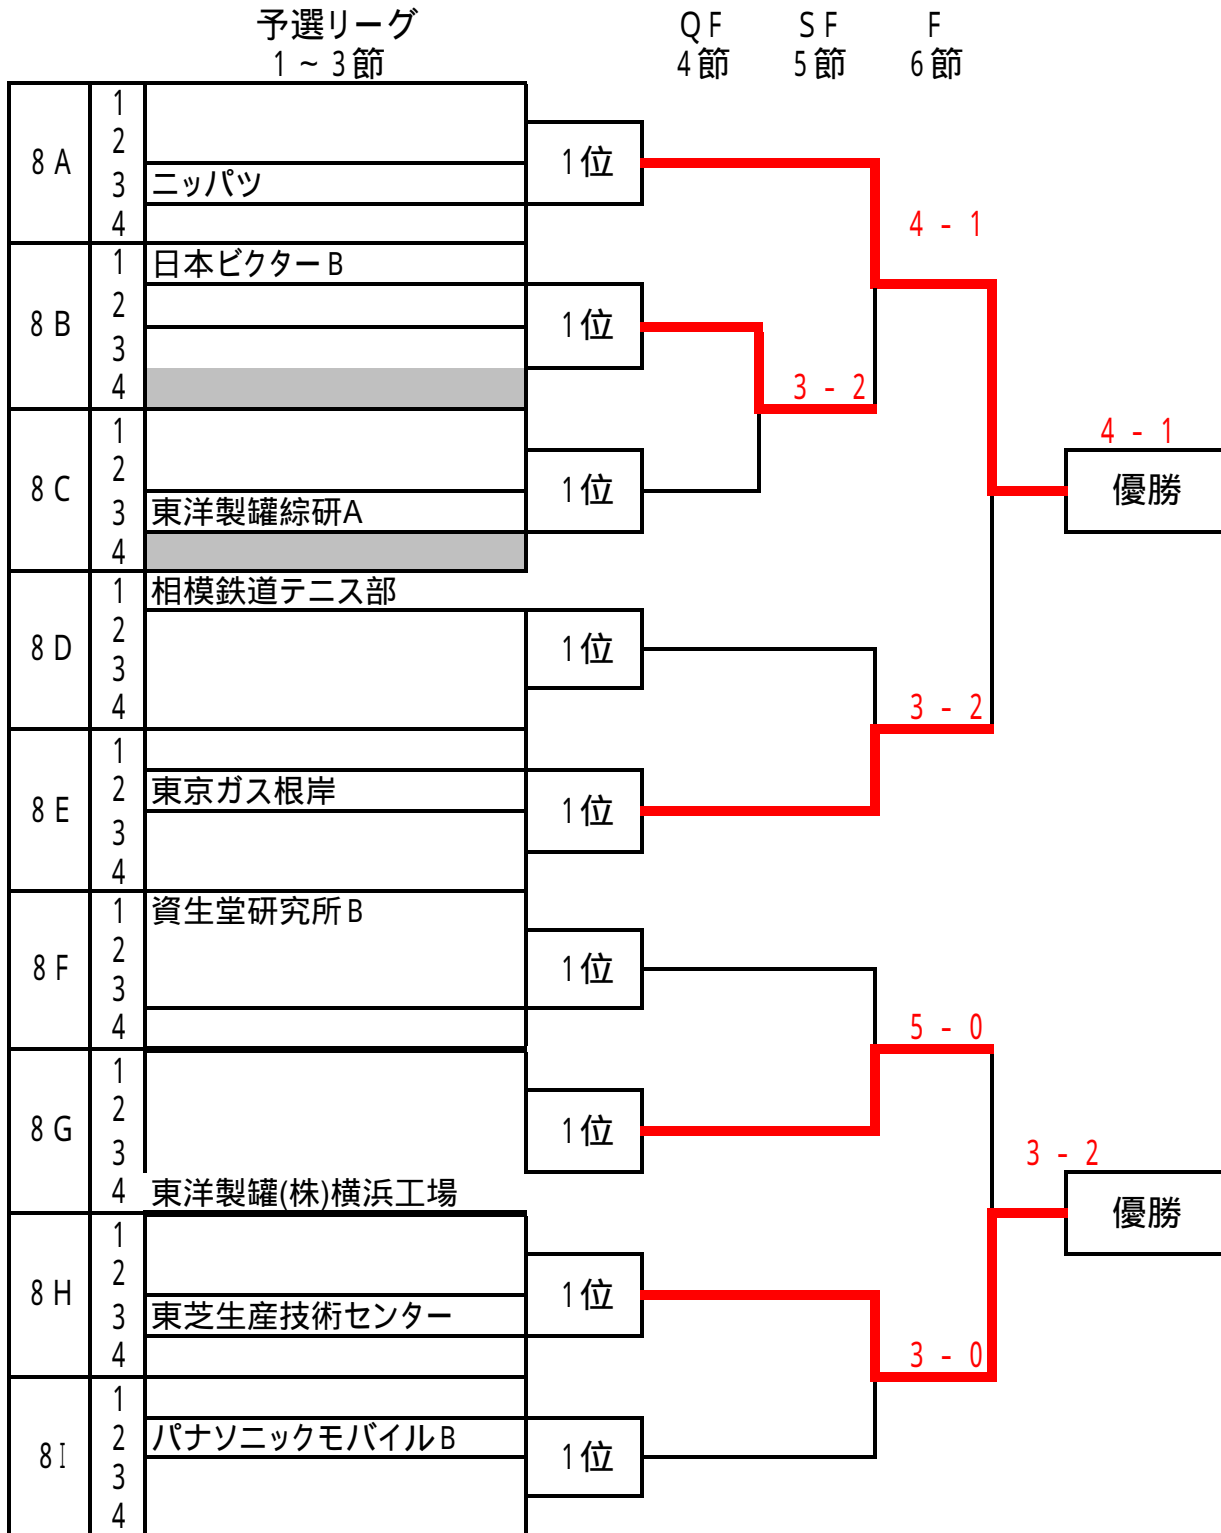 予選リーグ QF SF F
1~3節 4節 5節 6節
1
2 1位
8A 3 ニッパツ
4 4-1
1 日本ビクターB
2 1位
8B 3
4 3-2
1 4-1
2 1位 優勝
8C 3 東洋製罐綜研A
4
1 相模鉄道テニス部
2 1位
8D 3
4 3-2
1
2 東京ガス根岸 1位
8E 3
4
1 資生堂研究所B
2 1位
8F 3
4 5-0
1
2 1位
8G 3 3-2
4 東洋製罐(株)横浜工場 優勝
1
2 1位
8H 3 東芝生産技術センター
4 3-0
1
2 パナソニックモバイルB 1位
8I 3
4